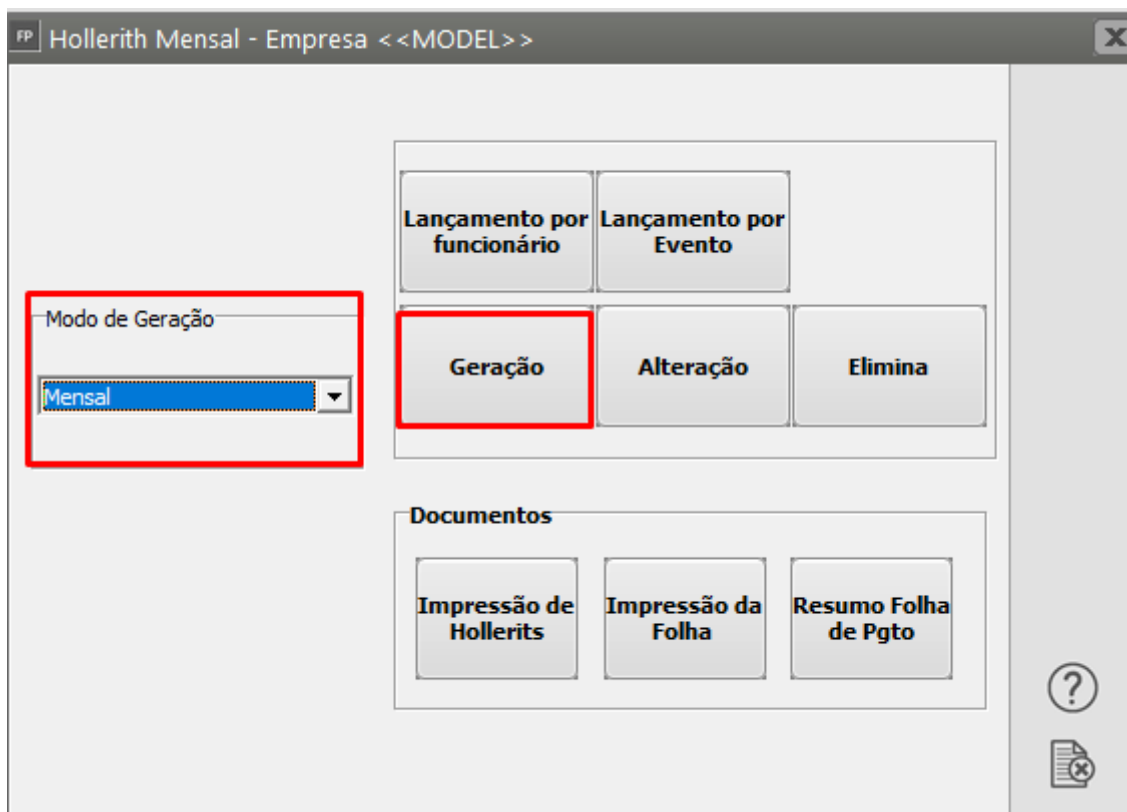 FP Hollerith Mensal - Empresa <<MODEL>>
Lançamento por
funcionário
Lançamento por
Evento
Modo de Geração
Mensal
Geração
Alteração
Elimina
Documentos
Impressão de
Hollerits
Impressão da
Folha
Resumo Folha
de Pgto
?